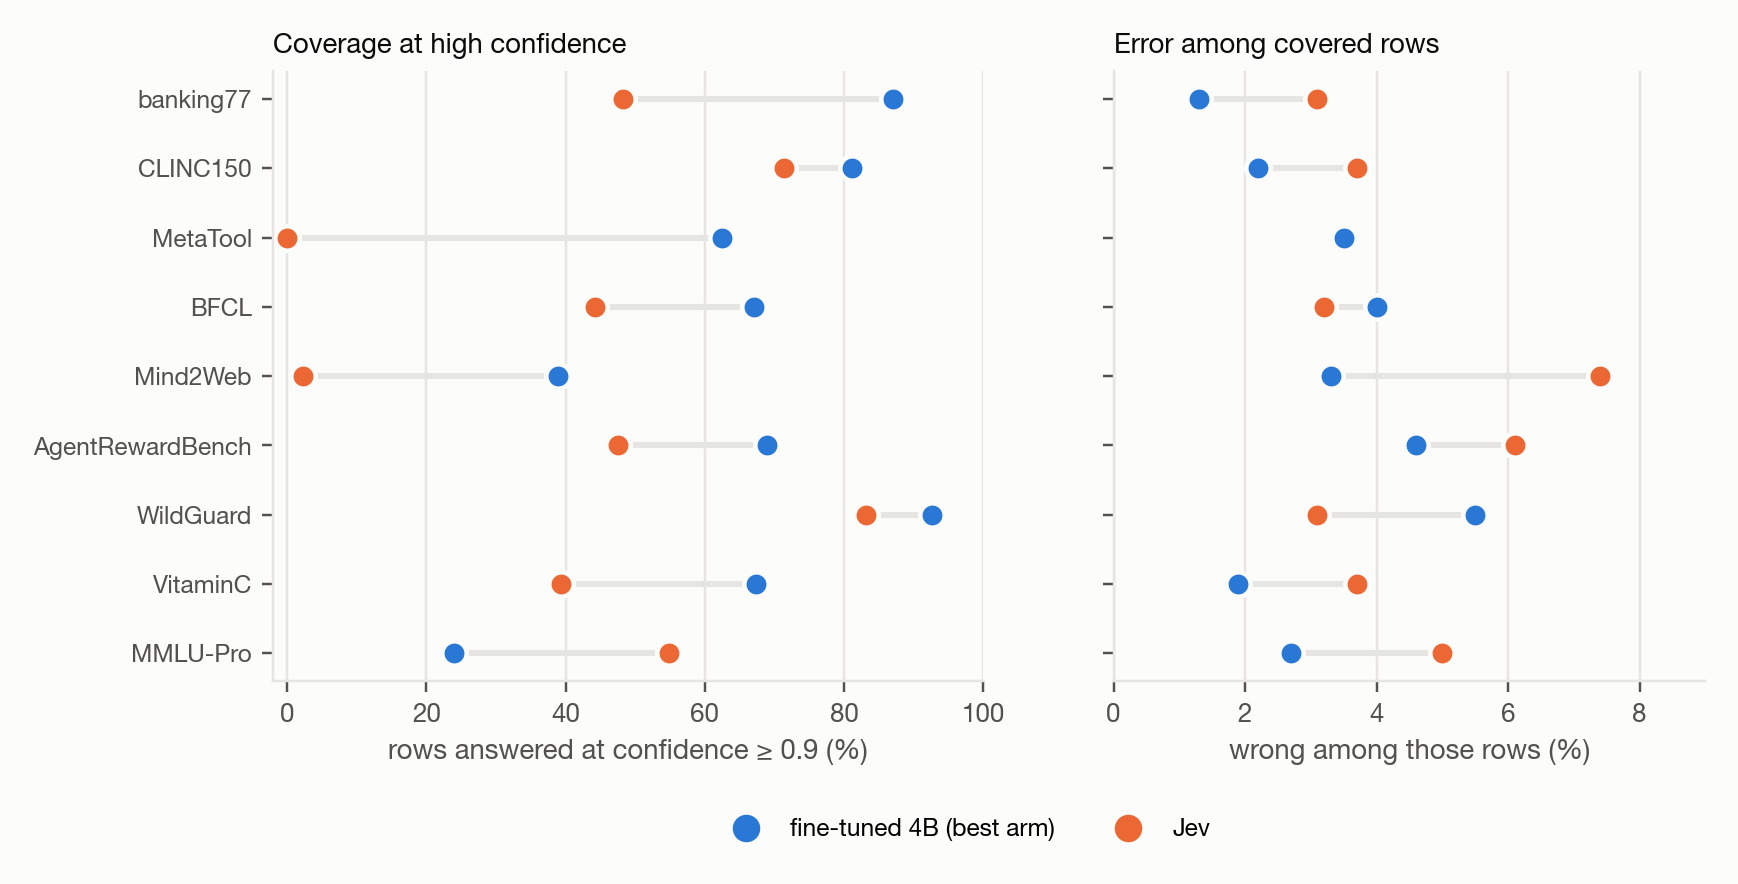 Coverage at high confidence
Error among covered rows
banking77
CLINC150
MetaTool
BFCL
Mind2Web
AgentRewardBench
WildGuard
VitaminC
MMLU-Pro
0 20 40 60 80 100
0 2 4 6 8
rows answered at confidence ≥ 0.9 (%)
wrong among those rows (%)
fine-tuned 4B (best arm)
Jev